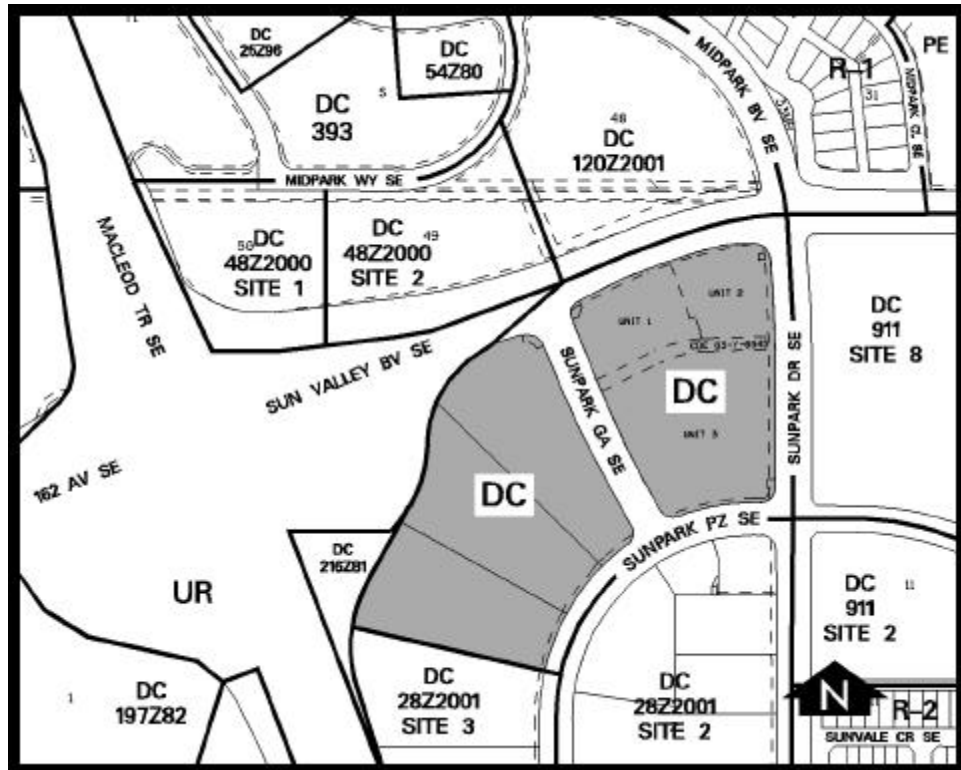 DC
25Z96
DC
54Z80
PE
R-1
31
MIDPARK BV SE
MIDPARK CL SE
DC
393
5
48
DC
120Z2001
MIDPARK WY SE
MACLEOD TR SE
50
DC
48Z2000
SITE 1
DC
49
48Z2000
SITE 2
UNIT 2
UNIT 1
DC
911
SITE 8
SUN VALLEY BV SE
SUNPARK GA SE
DC
UNIT 3
SUNPARK DR SE
162 AV SE
DC
SUNPARK PZ SE
DC
216Z81
UR
DC
911
SITE 2
11
DC
28Z2001
SITE 3
DC
28Z2001
SITE 2
N
R-2
SUNVALE CR SE
1
DC
197Z82